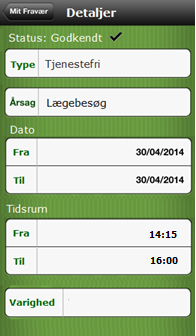 Mit Fravær Detaljer
Status: Godkendt
Type Tjenestefri
Årsag Lægebesøg
Dato
Fra 30/04/2014
Til 30/04/2014
Tidsrum
Fra 14:15
Til 16:00
Varighed